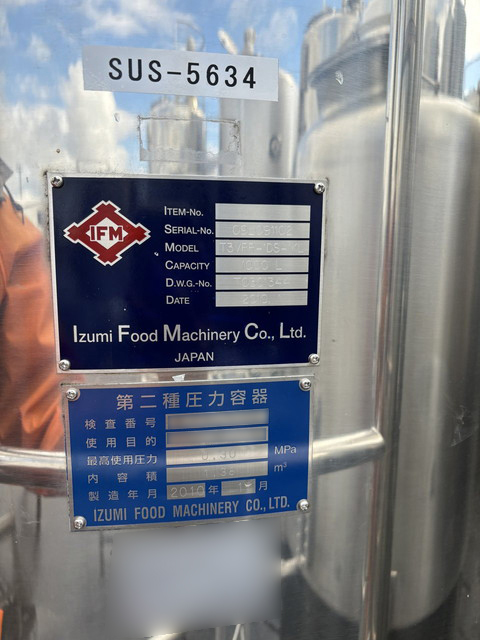 SUS-5634
IFM
ITEM-No.
SERIAL-No.
MODEL
CAPACITY
D.W.G.-No.
DATE
Izumi Food Machinery Co., Ltd.
JAPAN
第二種圧力容器
検査番号
使用目的
最高使用圧力 MPa
内容積 m³
製造年月 2010 年 月
IZUMI FOOD MACHINERY CO., LTD.